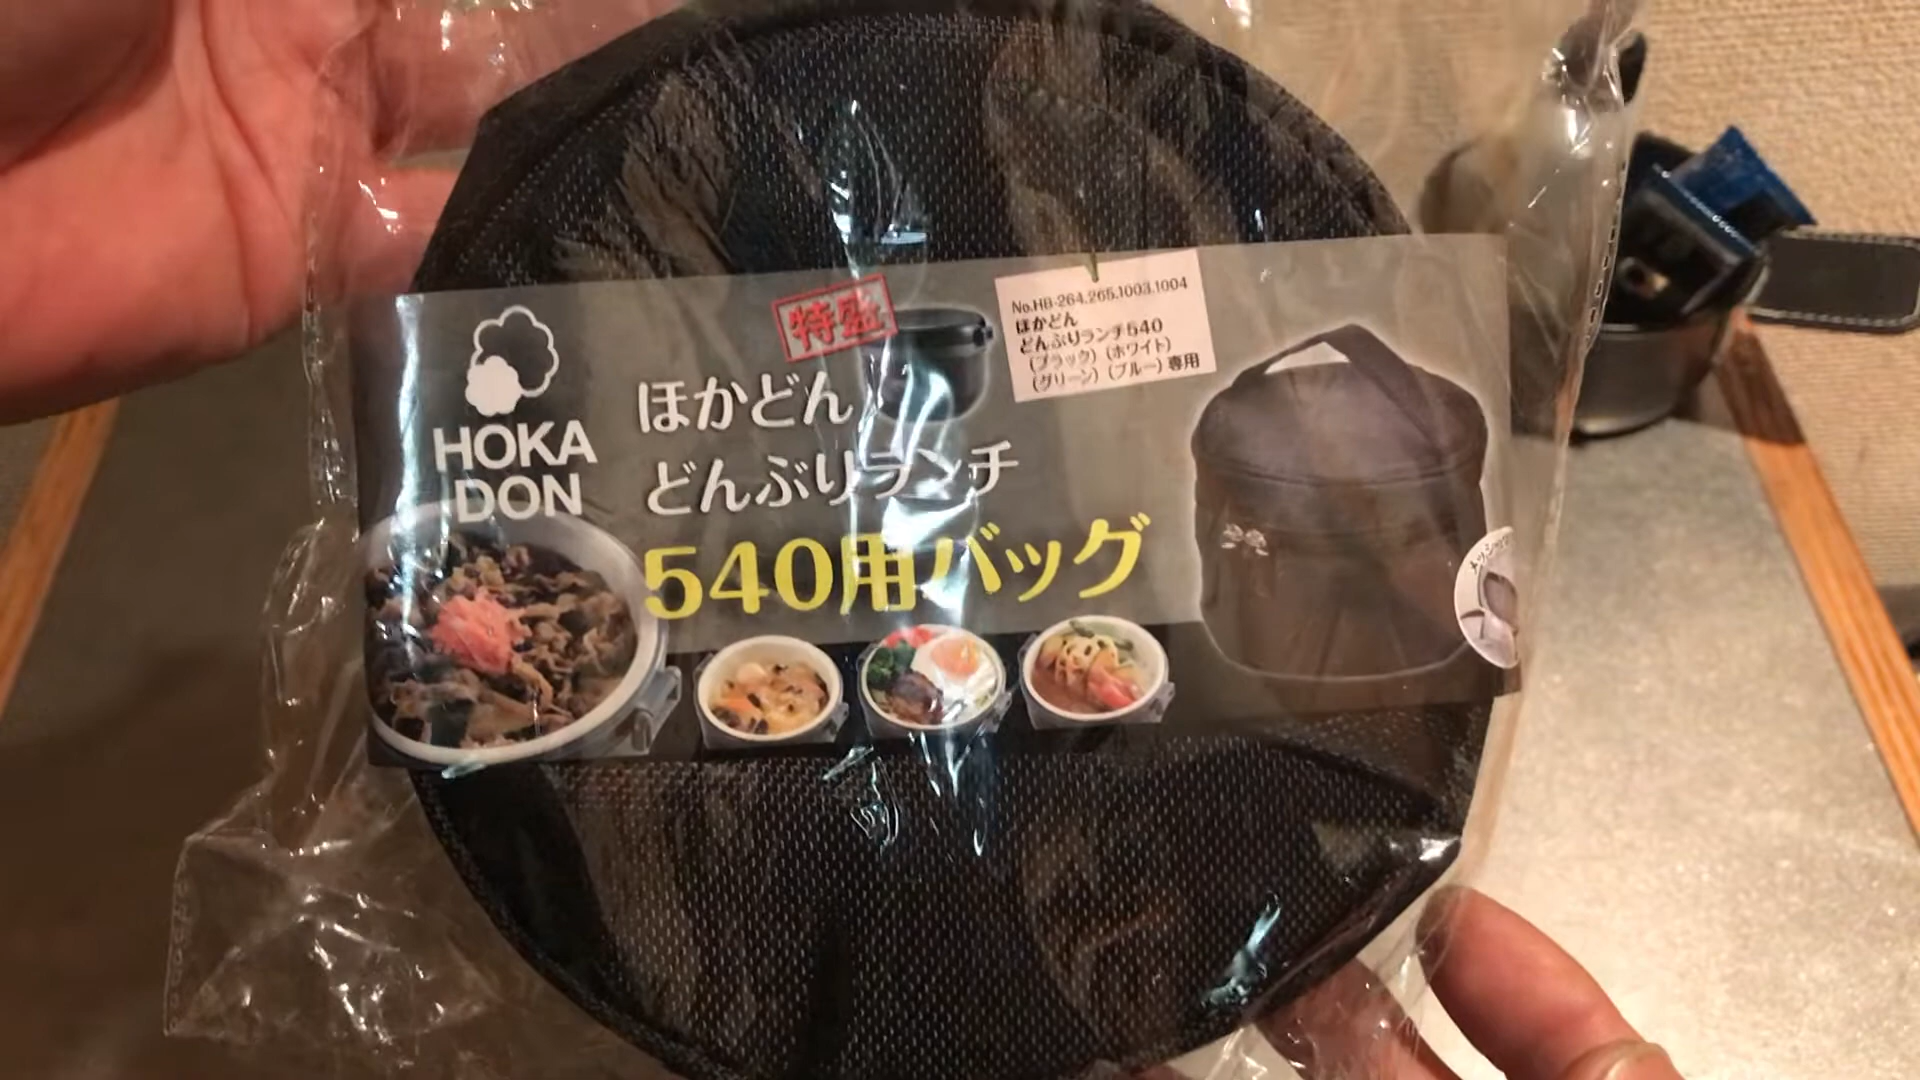 特盛
No.HB-264.265.1003.1004
ほかどん
どんぶりランチ540
（ブラック）（ホワイト）
（グリーン）（ブルー）専用
HOKA
DON
ほかどん
どんぶりランチ
540用バッグ